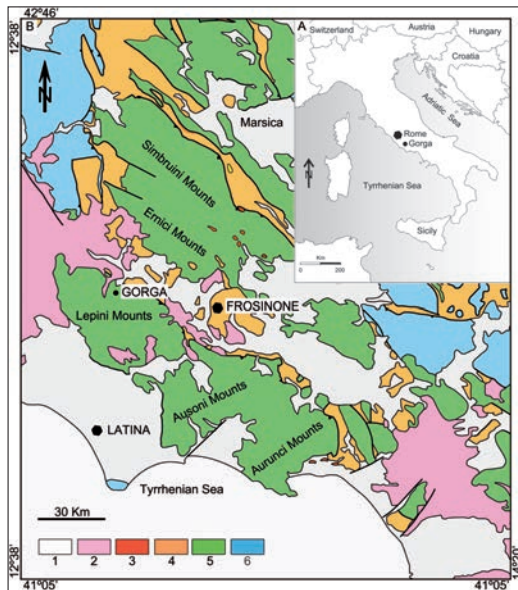 42°46'
12°38'
B
N
Marsica
Simbruini Mounts
Ernici Mounts
GORGA
FROSINONE
Lepini Mounts
Ausoni Mounts
LATINA
Aurunci Mounts
Tyrrhenian Sea
30 Km
1 2 3 4 5 6
12°38'
41°05'
41°05'
14°20'
A
Switzerland
Austria
Hungary
Croatia
Adriatic Sea
Rome
Gorga
N
Tyrrhenian Sea
Sicily
Km
0 200